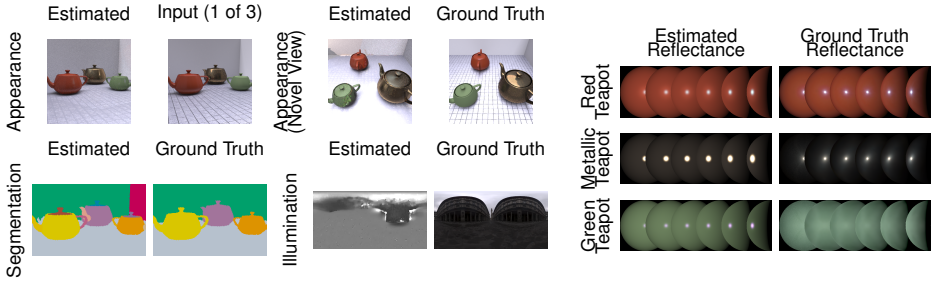 Estimated
Input (1 of 3)
Appearance
Estimated
Ground Truth
Appearance
(Novel View)
Estimated
Ground Truth
Segmentation
Estimated
Ground Truth
Illumination
Estimated
Reflectance
Ground Truth
Reflectance
Red
Teapot
Metallic
Teapot
Green
Teapot